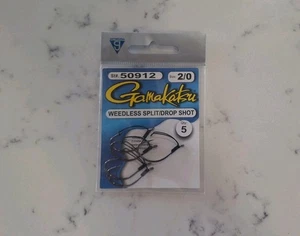 50912
2/0
Gamakatsu
WEEDLESS SPLIT/DROP SHOT
5